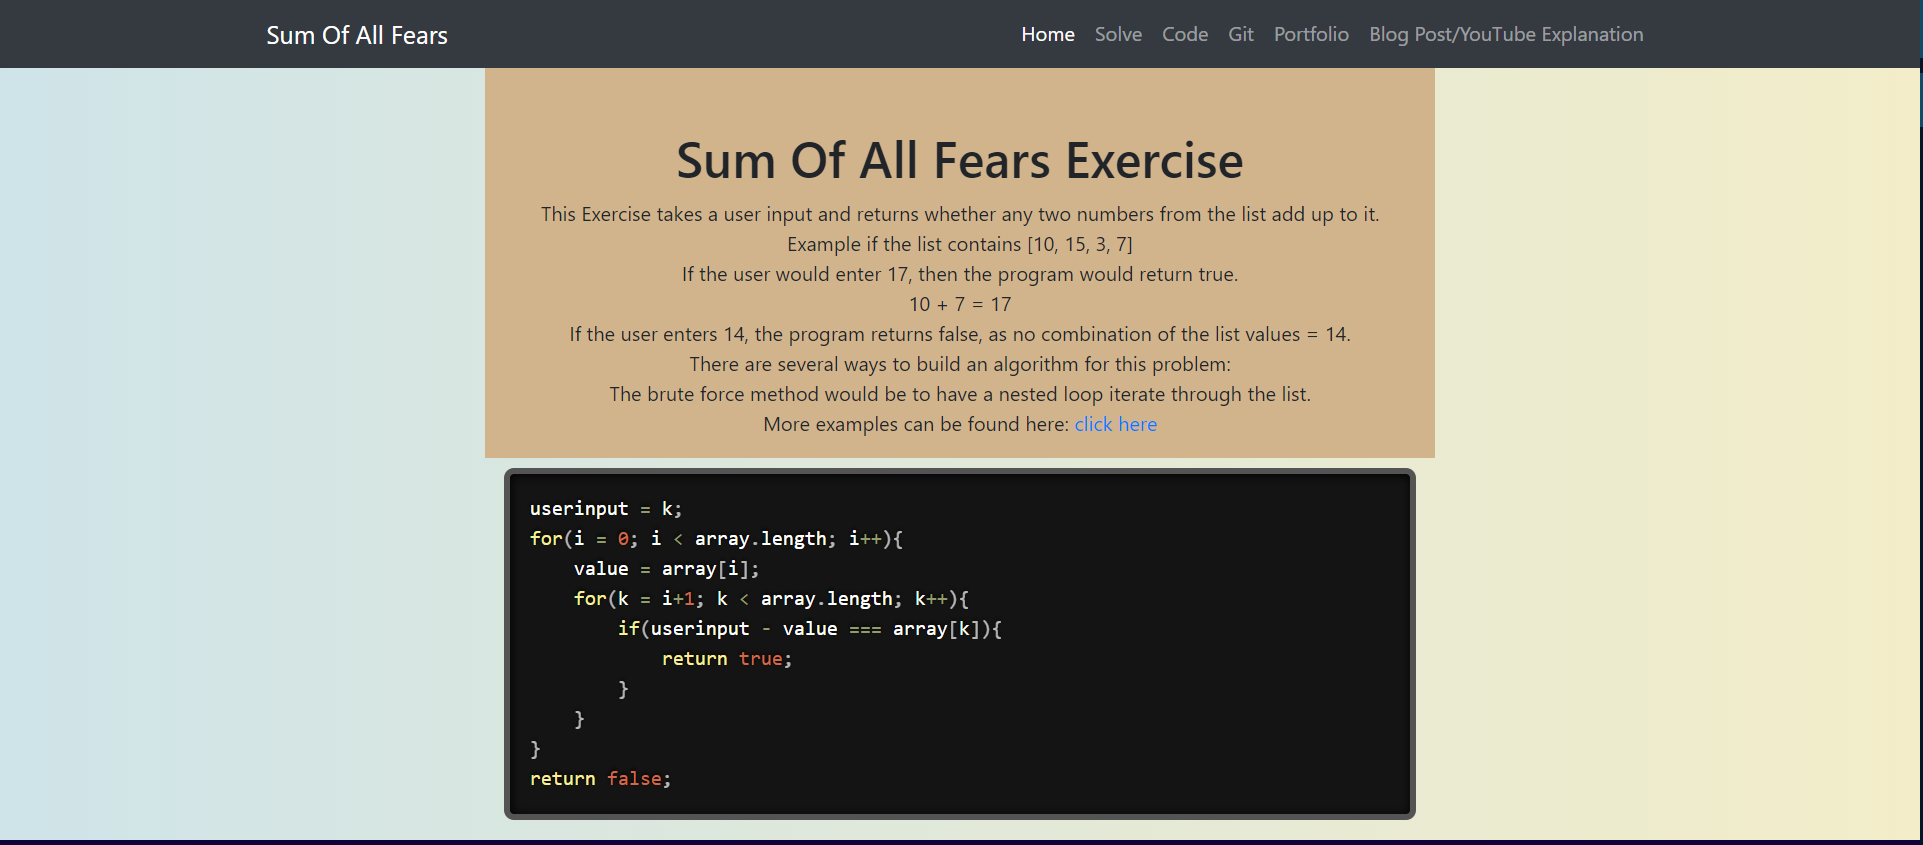 Sum Of All Fears
Home Solve Code Git Portfolio Blog Post/YouTube Explanation
Sum Of All Fears Exercise
This Exercise takes a user input and returns whether any two numbers from the list add up to it.
Example if the list contains [10, 15, 3, 7]
If the user would enter 17, then the program would return true.
10 + 7 = 17
If the user enters 14, the program returns false, as no combination of the list values = 14.
There are several ways to build an algorithm for this problem:
The brute force method would be to have a nested loop iterate through the list.
More examples can be found here: click here
userinput = k;
for(i = 0; i < array.length; i++){
    value = array[i];
    for(k = i+1; k < array.length; k++){
        if(userinput - value === array[k]){
            return true;
        }
    }
}
return false;